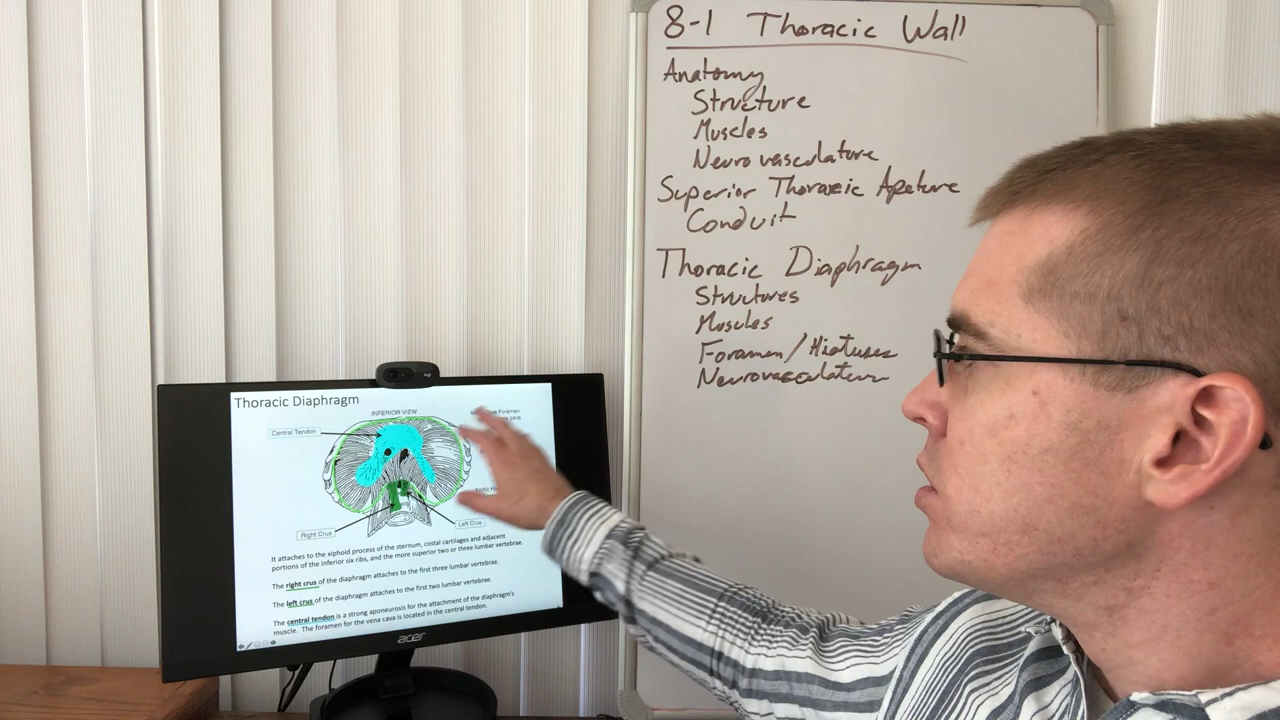 8-1 Thoracic Wall
Anatomy
Structure
Muscles
Neurovasculature
Superior Thoracic Apeture
Conduit
Thoracic Diaphragm
Structures
Muscles
Foramen/Hiatuses
Neurovasculature
Thoracic Diaphragm
INFERIOR VIEW
Foramen
cava
Central Tendon
Aortic
Left Crus
Right Crus
It attaches to the xiphoid process of the sternum, costal cartilages and adjacent
portions of the inferior six ribs, and the more superior two or three lumbar vertebrae.
The right crus of the diaphragm attaches to the first three lumbar vertebrae.
The left crus of the diaphragm attaches to the first two lumbar vertebrae.
The central tendon is a strong aponeurosis for the attachment of the diaphragm's
muscle. The foramen for the vena cava is located in the central tendon.
acer
logi